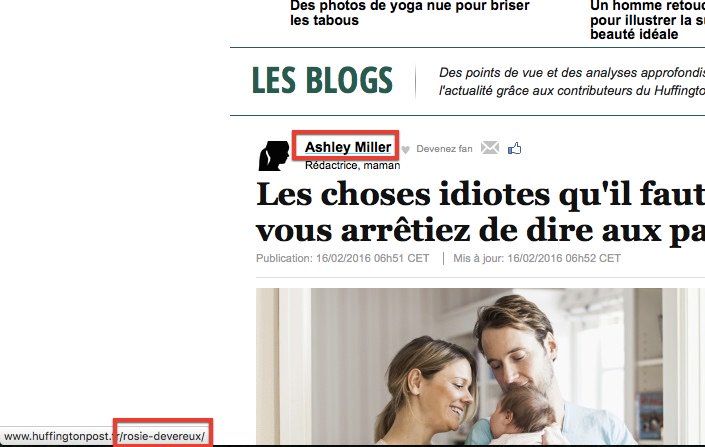 Des photos de yoga nue pour briser
les tabous
Un homme retouc
pour illustrer la su
beauté idéale
LES BLOGS
Des points de vue et des analyses approfondis
l'actualité grâce aux contributeurs du Huffing
Ashley Miller
Devenez fan
Rédactrice, maman
Les choses idiotes qu'il faut
vous arrêtiez de dire aux pa
Publication: 16/02/2016 06h51 CET
Mis à jour: 16/02/2016 06h52 CET
www.huffingtonpost.fr/rosie-devereux/